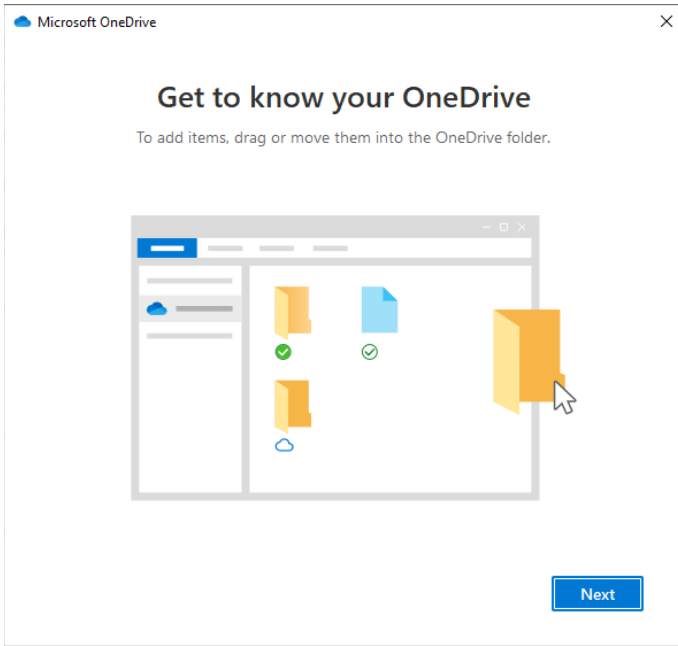 Microsoft OneDrive
Get to know your OneDrive
To add items, drag or move them into the OneDrive folder.
Next